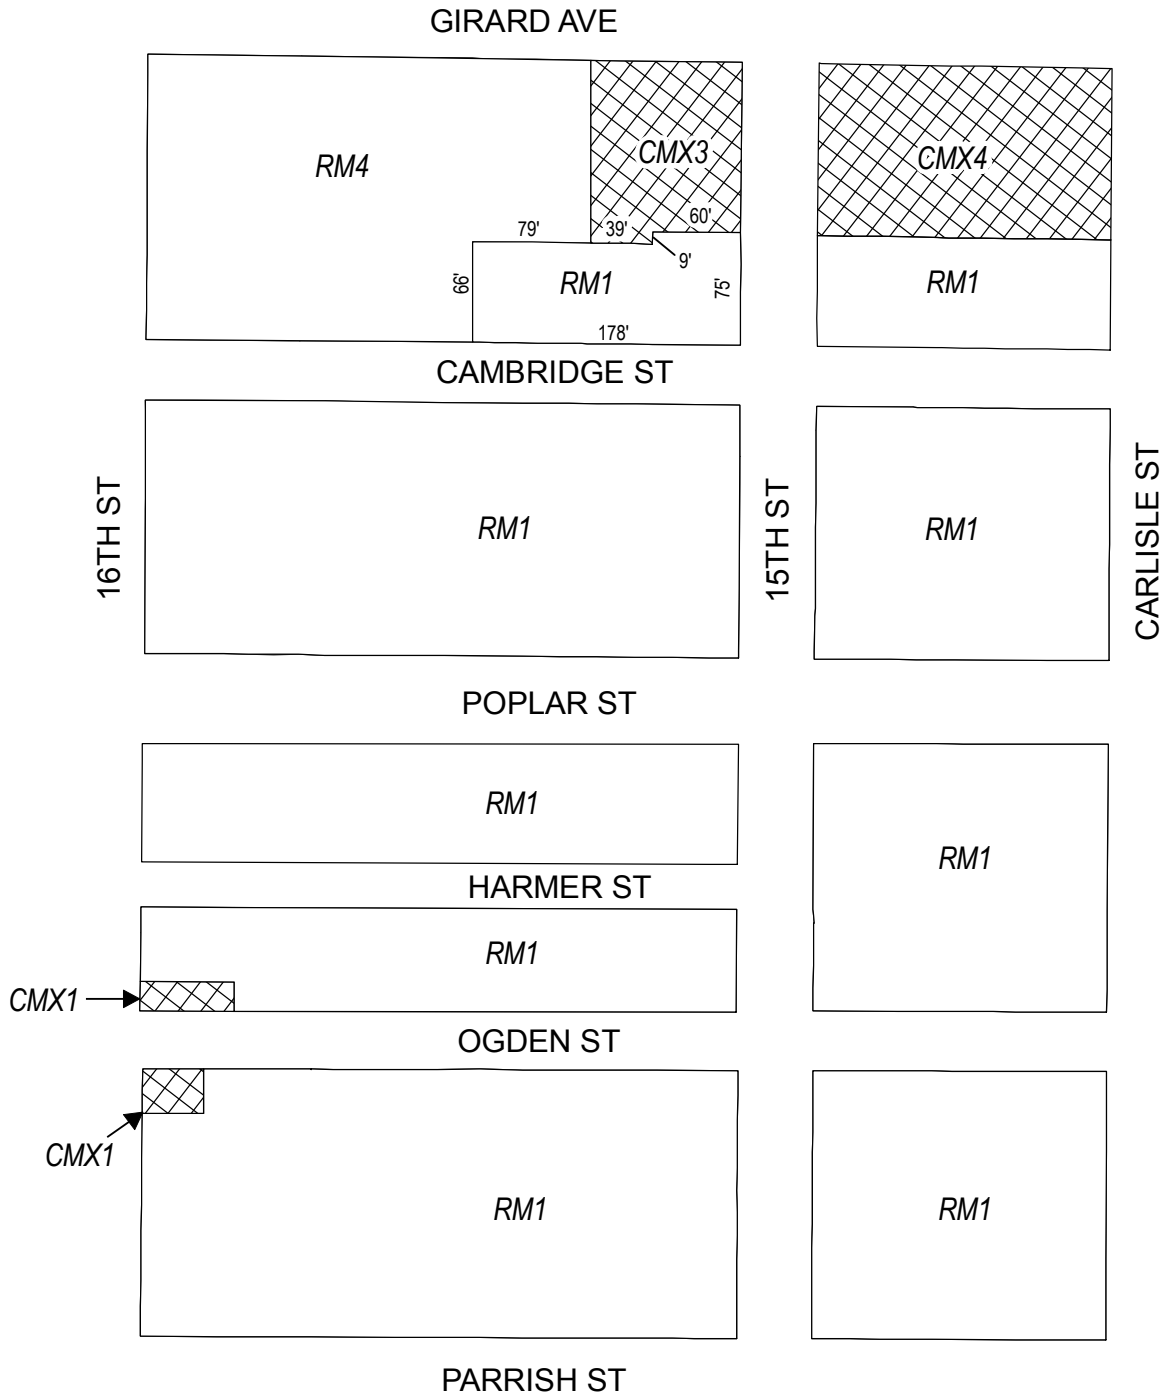 GIRARD AVE
RM4
CMX3
CMX4
79'
39'
60'
9'
66'
RM1
75'
RM1
178'
CAMBRIDGE ST
16TH ST
RM1
15TH ST
RM1
CARLISLE ST
POPLAR ST
RM1
RM1
HARMER ST
RM1
CMX1
OGDEN ST
CMX1
RM1
RM1
PARRISH ST